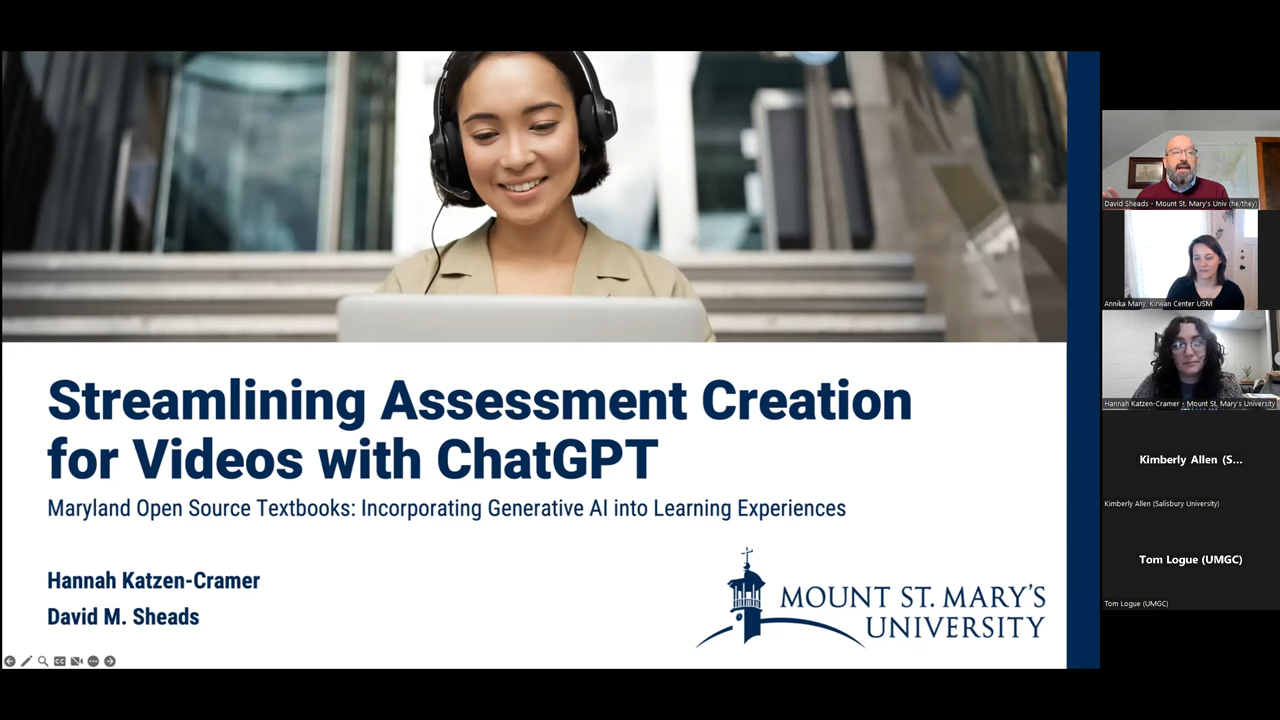 Streamlining Assessment Creation
for Videos with ChatGPT
Maryland Open Source Textbooks: Incorporating Generative AI into Learning Experiences
Hannah Katzen-Cramer
David M. Sheads
MOUNT ST. MARY'S
UNIVERSITY
David Sheads - Mount St. Mary's Univ (he/they)
Annika Many, Kirwan Center USM
Hannah Katzen-Cramer - Mount St. Mary's University
Kimberly Allen (S...
Kimberly Allen (Salisbury University)
Tom Logue (UMGC)
Tom Logue (UMGC)